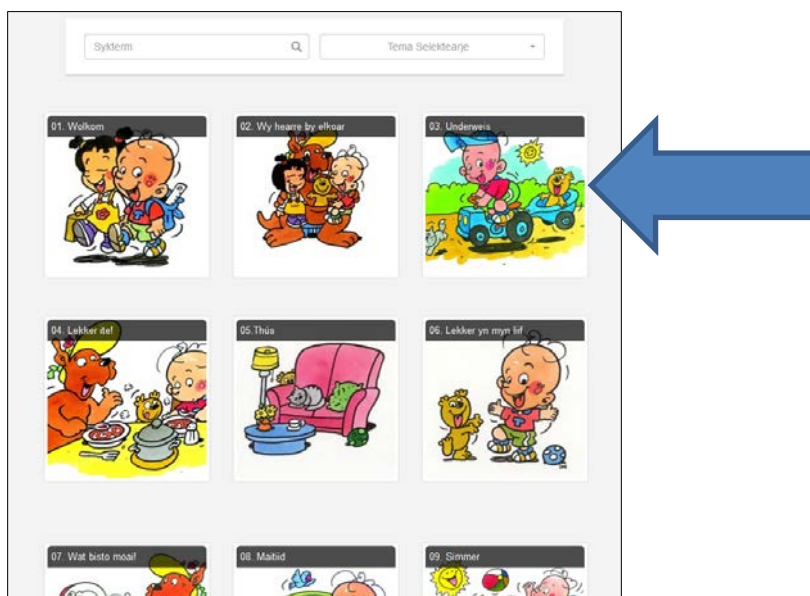 Sykterm
Tema Selektearje
01. Wolkom
02. Wy hearre by elkoar
03. Underweis
04. Lekker ite!
05.Thús
06. Lekker yn myn liif
07. Wat bisto moai!
08. Maitiid
09. Simmer